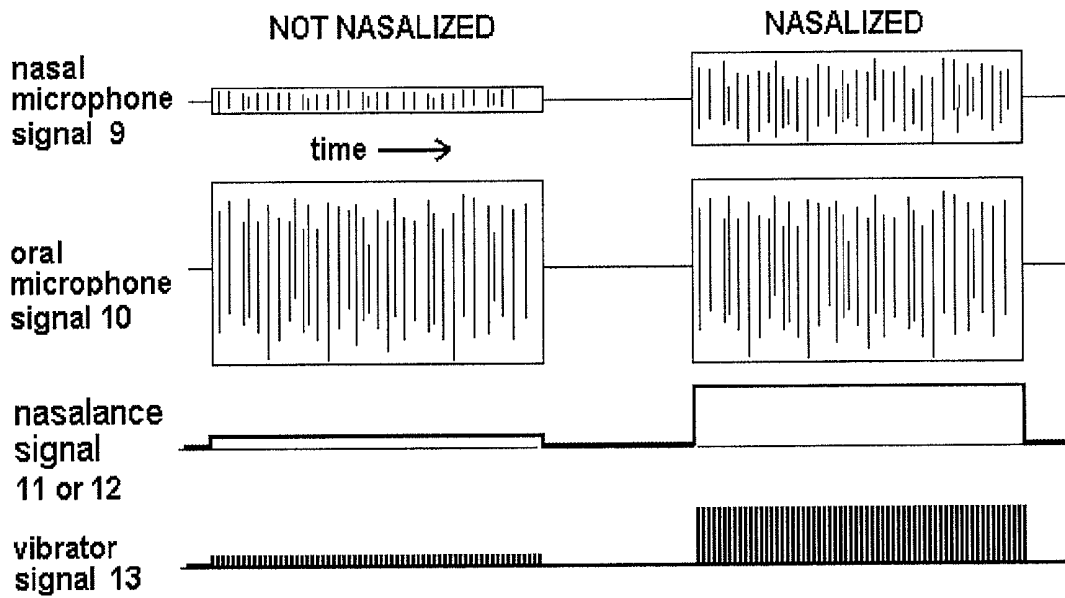 NOT NASALIZED
NASALIZED
nasal
microphone
signal 9
time
oral
microphone
signal 10
nasalance
signal
11 or 12
vibrator
signal 13